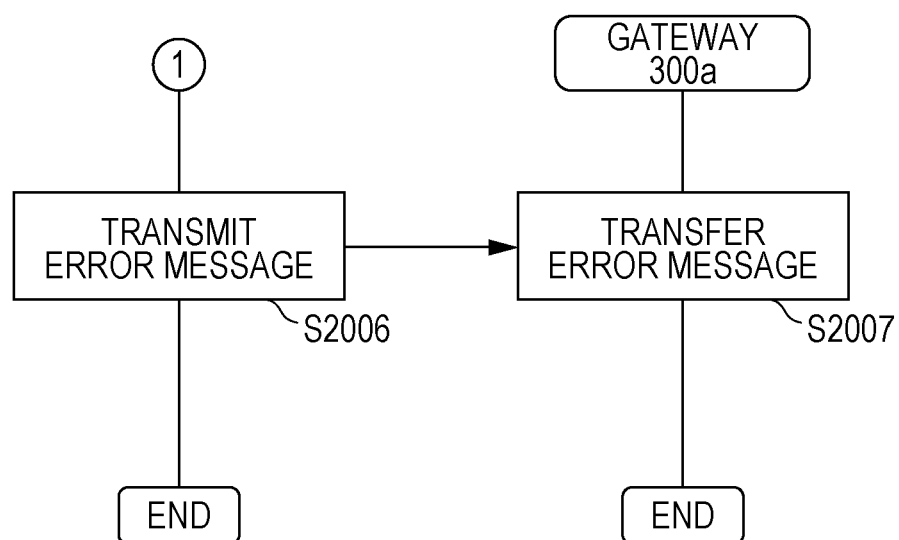 1
GATEWAY
300a
TRANSMIT
ERROR MESSAGE
S2006
TRANSFER
ERROR MESSAGE
S2007
END
END